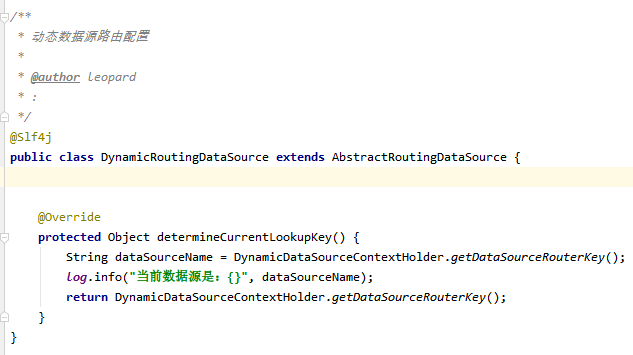 /**
 * 动态数据源路由配置
 *
 * @author leopard
 * :
 */
@Slf4j
public class DynamicRoutingDataSource extends AbstractRoutingDataSource {

    @Override
    protected Object determineCurrentLookupKey() {
        String dataSourceName = DynamicDataSourceContextHolder.getDataSourceRouterKey();
        log.info("当前数据源是：{}", dataSourceName);
        return DynamicDataSourceContextHolder.getDataSourceRouterKey();
    }
}